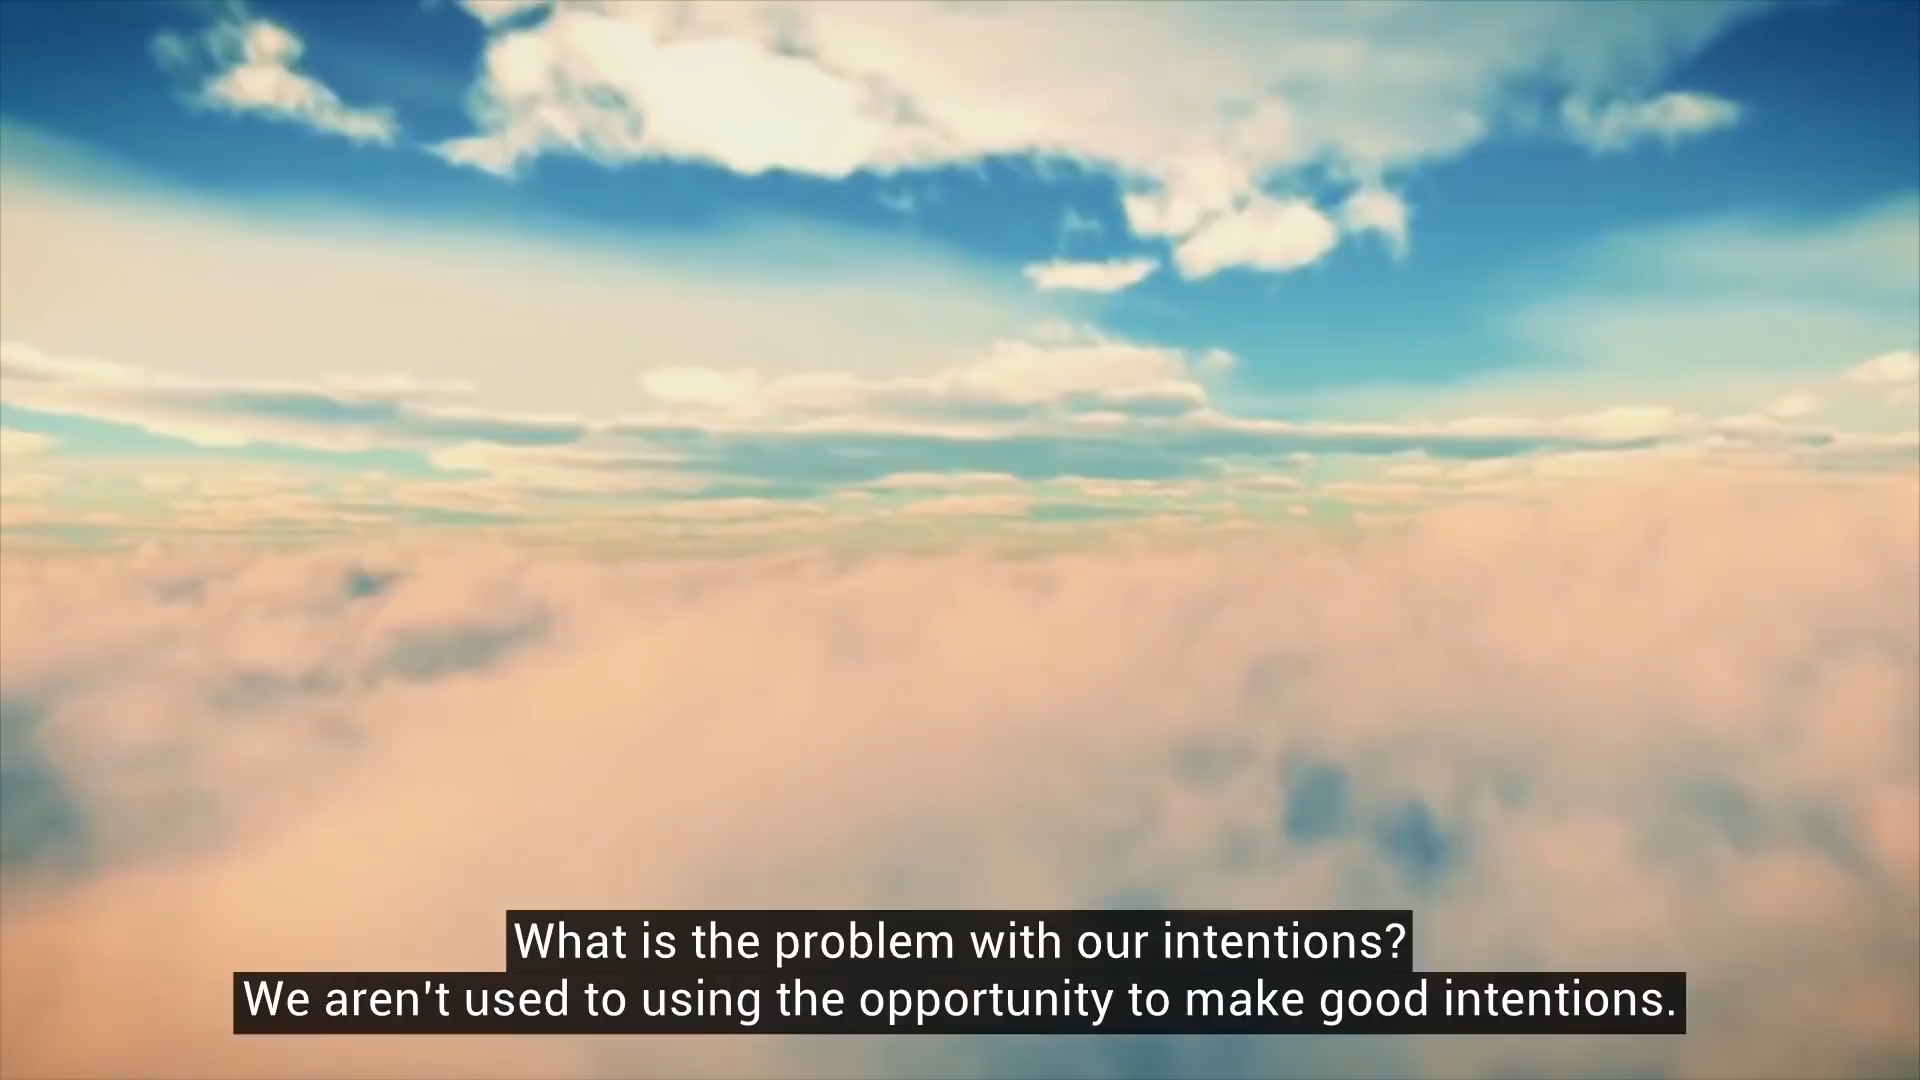 What is the problem with our intentions?
We aren't used to using the opportunity to make good intentions.